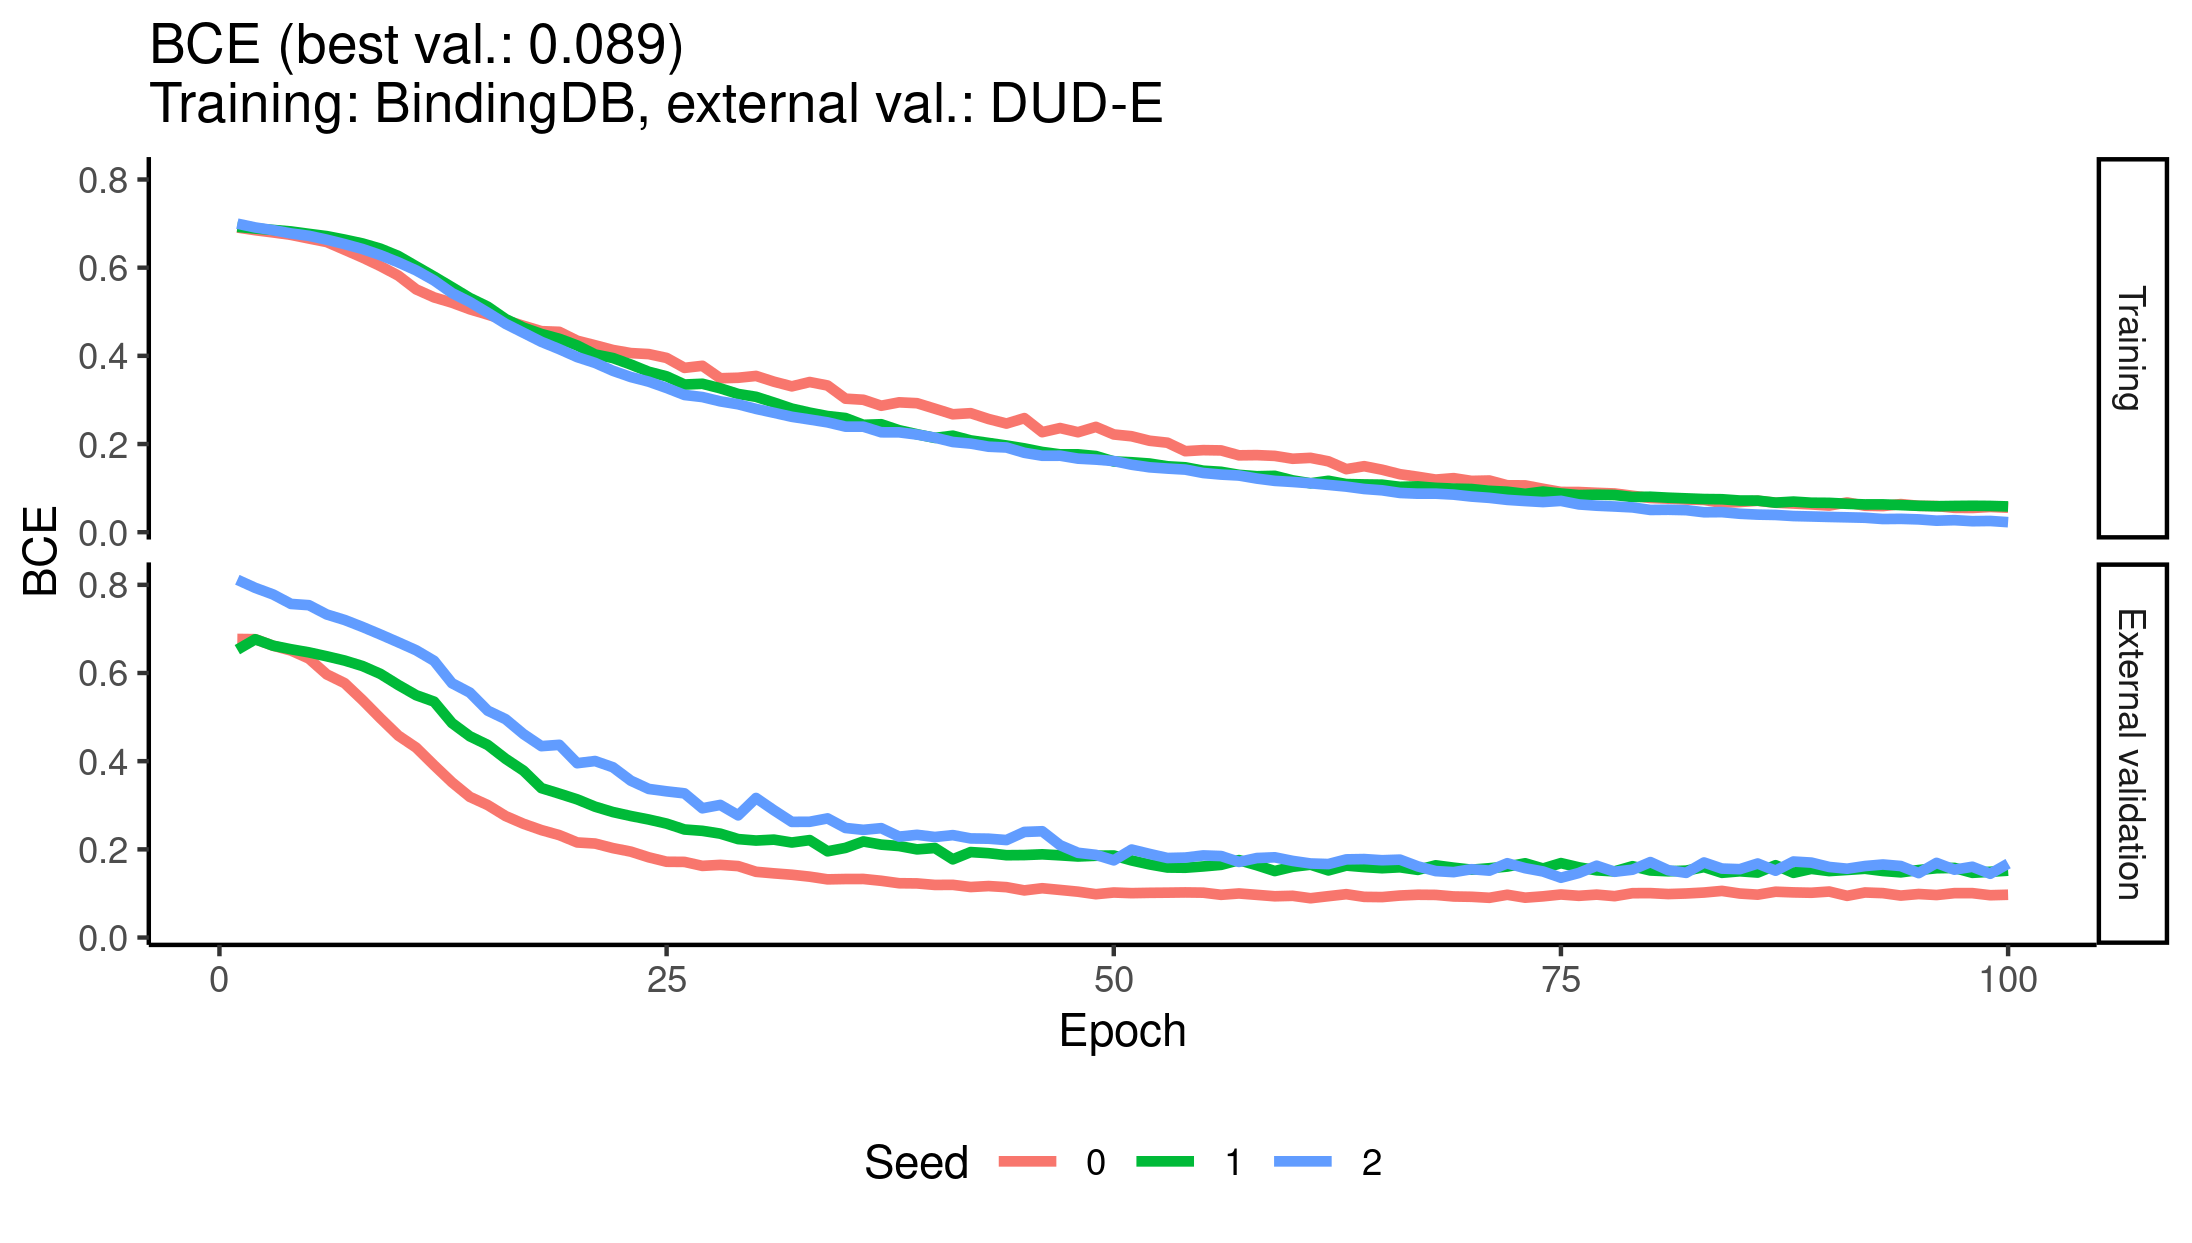 BCE (best val.: 0.089)
Training: BindingDB, external val.: DUD-E
BCE
0.8
0.6
0.4
0.2
0.0
Training
0.8
0.6
0.4
0.2
0.0
External validation
0 25 50 75 100
Epoch
Seed 0 1 2